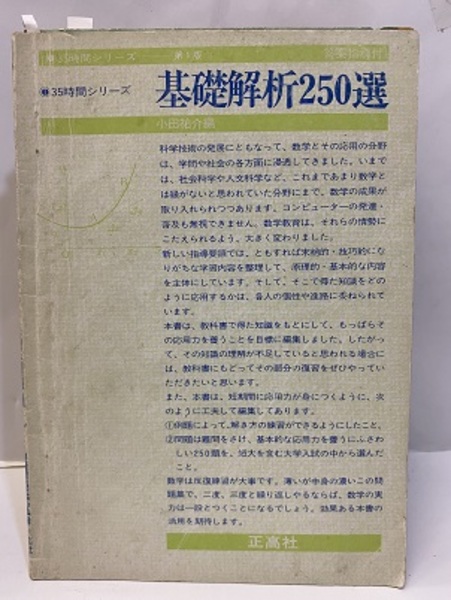 35時間シリーズ 第1版
35時間シリーズ
基礎解析250選
小田祐介編
科学技術の発展にともなって、数学とその応用の分野
は、学問や社会の各方面に浸透してきました。いまで
は、社会科学や人文科学など、これまであまり数学と
は縁がないと思われていた分野にまで、数学の成果が
取り入れられつつあります。コンピューターの発達・
普及も無視できません。数学教育は、それらの情勢に
こたえられるよう、大きく変わりました。
新しい指導要領では、ともすれば末梢的・技巧的にな
りがちな学習内容を整理して、原理的・基本的な内容
を主体にしています。そして、そこで得た知識をどの
ように応用するかは、各人の個性や進路に委ねられて
います。
本書は、教科書で得た知識をもとにして、もっぱらそ
の応用力を養うことを目標に編集しました。したがっ
て、その知識の理解が不足していると思われる場合に
は、教科書にもどってその部分の復習をぜひやってい
ただきたいと思います。
また、本書は、短期間に応用力が身につくように、次
のように工夫して編集してあります。
①例題によって、解き方の練習ができるようにしたこと。
②問題は難問をさけ、基本的な応用力を養うにふさわ
しい250題を、短大を含む大学入試の中から選んだ
こと。
数学は反復練習が大事です。薄いが中身の濃いこの問
題集で、二度、三度と繰り返しやるならば、数学の実
力は一段とつくことになるでしょう。効果ある本書の
活用を期待します。
正高社